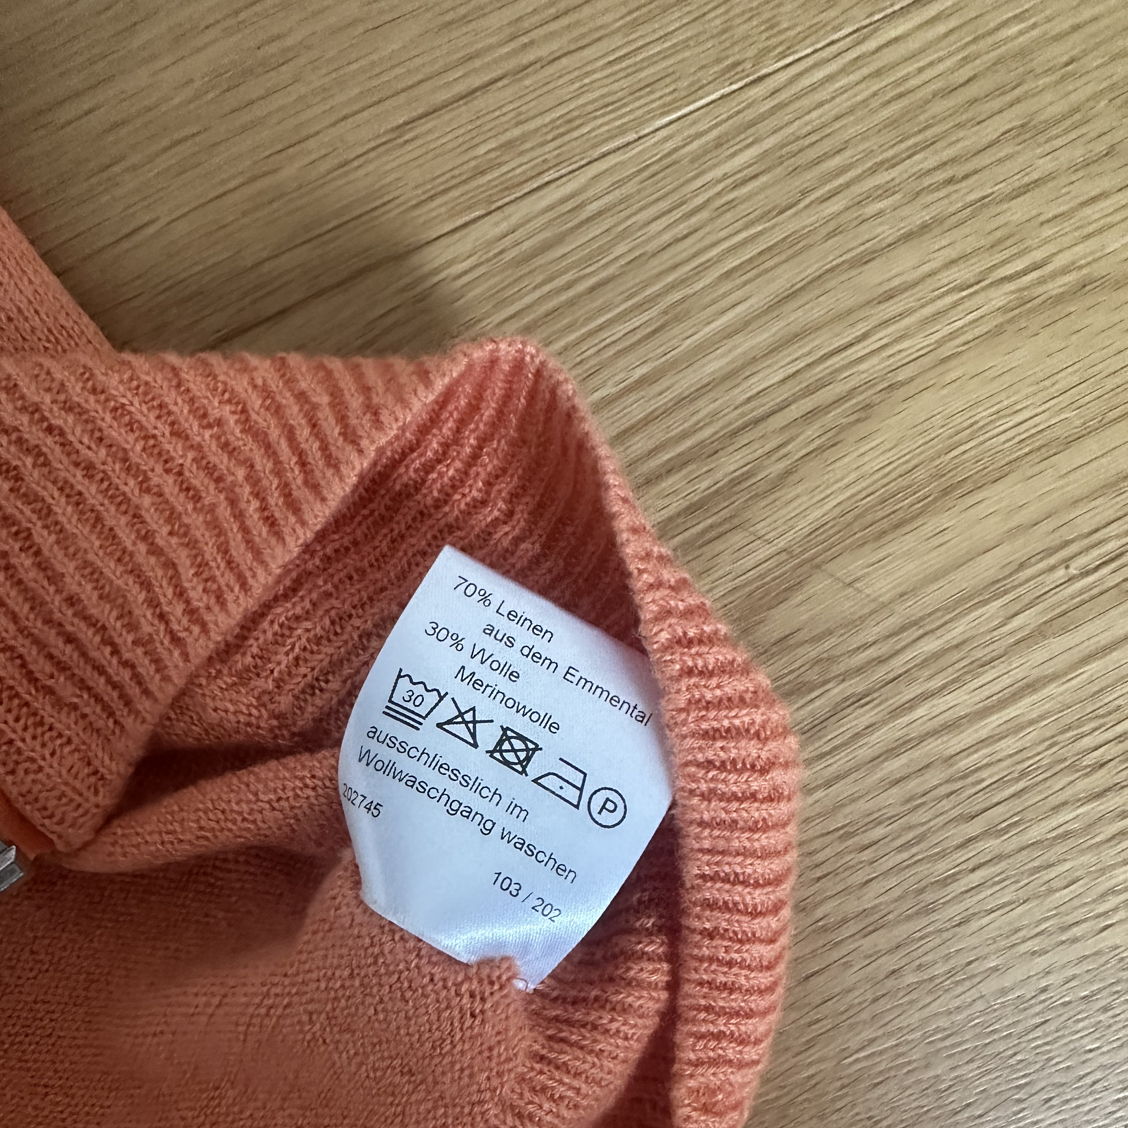 70% Leinen
aus dem Emmental
30% Wolle
Merinowolle
30
P
ausschliesslich im
Wollwaschgang waschen
202745
103 / 202